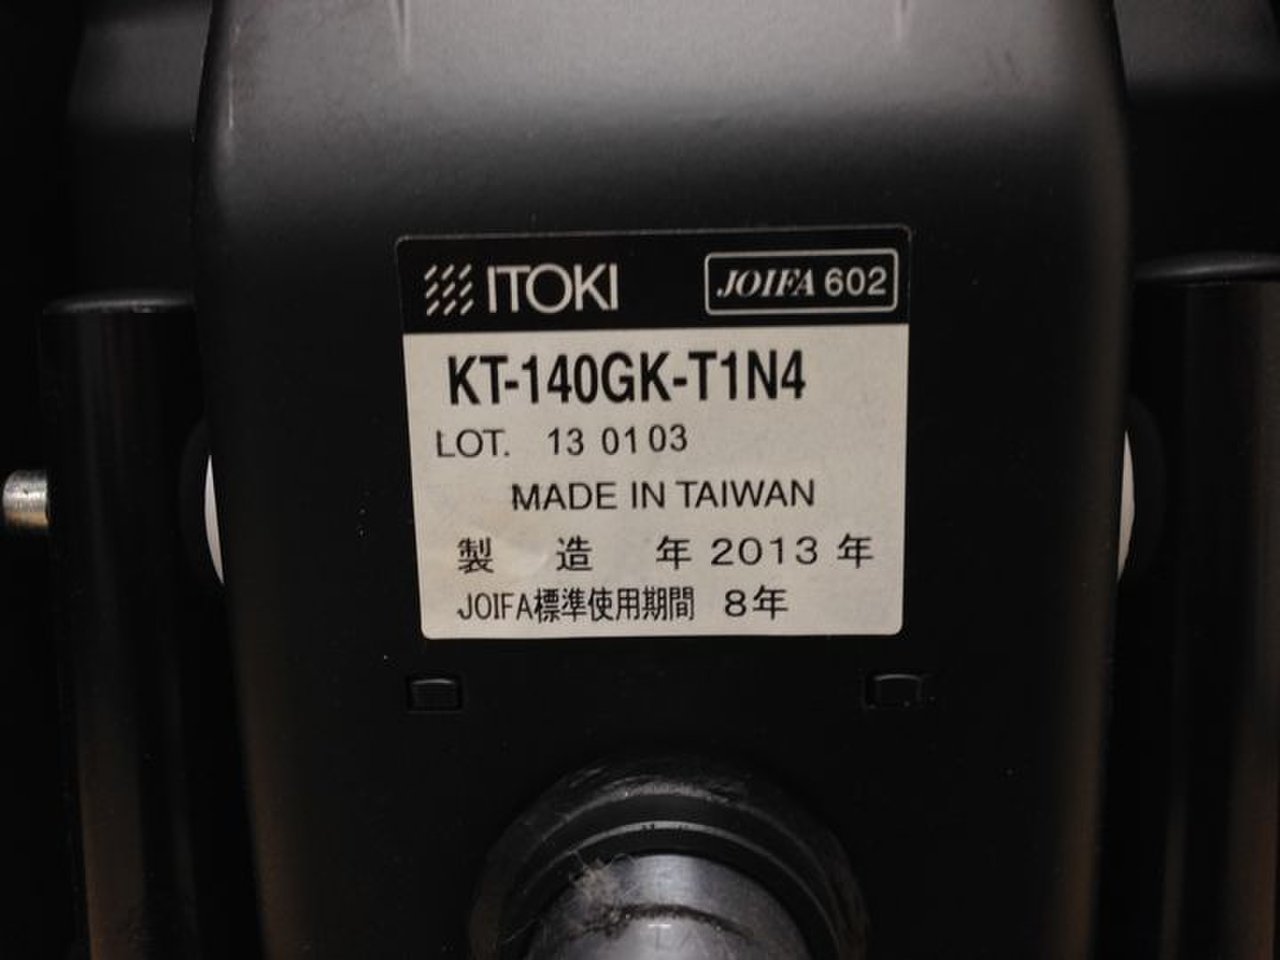 ITOKI JOIFA 602
KT-140GK-T1N4
LOT. 13 01 03
MADE IN TAIWAN
製 造 年 2013 年
JOIFA標準使用期間 8年